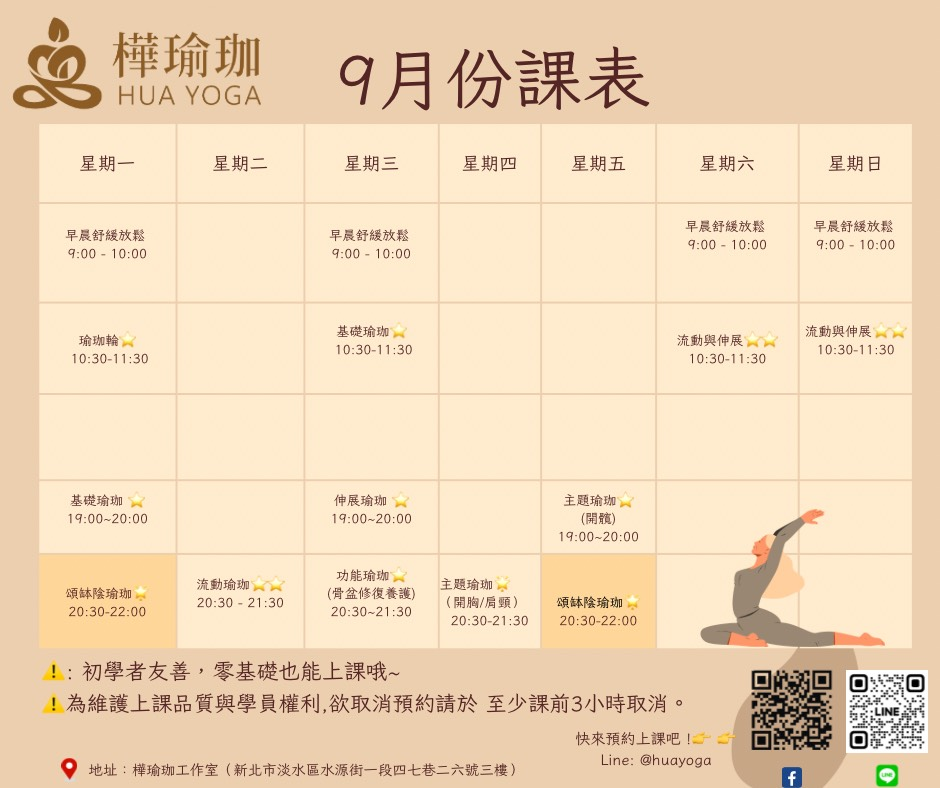 樺瑜珈
HUA YOGA
9月份課表
星期一 星期二 星期三 星期四 星期五 星期六 星期日
早晨舒緩放鬆
9:00 - 10:00
早晨舒緩放鬆
9:00 - 10:00
早晨舒緩放鬆
9:00 - 10:00
早晨舒緩放鬆
9:00 - 10:00
瑜珈輪⭐
10:30-11:30
基礎瑜珈⭐
10:30-11:30
流動與伸展⭐⭐
10:30-11:30
流動與伸展⭐⭐
10:30-11:30
基礎瑜珈 ⭐
19:00~20:00
伸展瑜珈 ⭐
19:00~20:00
主題瑜珈⭐
(開髖)
19:00~20:00
頌缽陰瑜珈⭐
20:30-22:00
流動瑜珈⭐⭐
20:30 - 21:30
功能瑜珈⭐
(骨盆修復養護)
20:30~21:30
主題瑜珈⭐
（開胸/肩頸）
20:30-21:30
頌缽陰瑜珈⭐
20:30-22:00
⚠️: 初學者友善，零基礎也能上課哦~
⚠️為維護上課品質與學員權利,欲取消預約請於 至少課前3小時取消。
快來預約上課吧！👉 👉
Line: @huayoga
LINE
📍 地址：樺瑜珈工作室（新北市淡水區水源街一段四七巷二六號三樓）